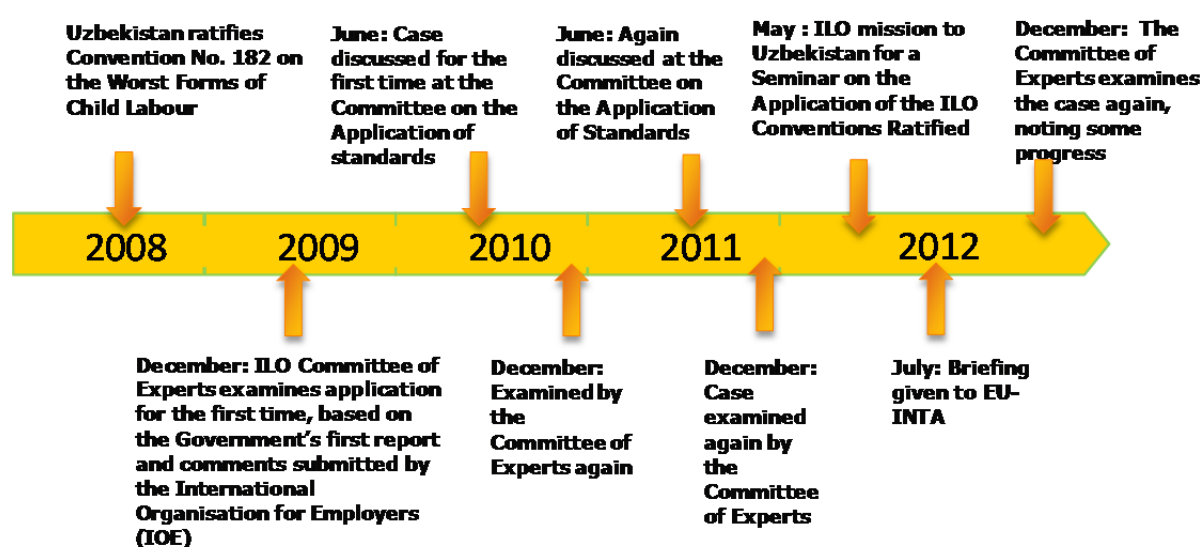 Uzbekistan ratifies
Convention No. 182 on
the Worst Forms of
Child Labour
June: Case
discussed for the
first time at the
Committee on the
Application of
standards
June: Again
discussed at the
Committee on
the Application
of Standards
May : ILO mission to
Uzbekistan for a
Seminar on the
Application of the ILO
Conventions Ratified
December: The
Committee of
Experts examines
the case again,
noting some
progress
2008
2009
2010
2011
2012
December: ILO Committee of
Experts examines application
for the first time, based on
the Government's first report
and comments submitted by
the International
Organisation for Employers
(IOE)
December:
Examined by
the
Committee of
Experts again
December:
Case
examined
again by
the
Committee
of Experts
July: Briefing
given to EU-
INTA